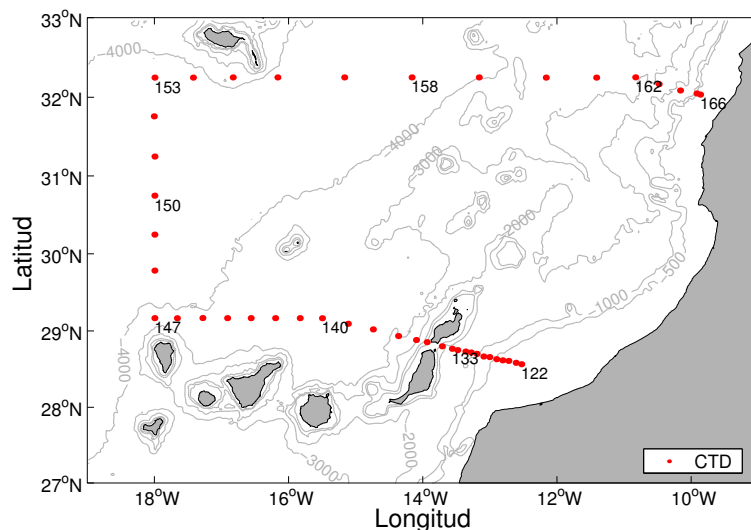 33°N
32°N
31°N
30°N
29°N
28°N
27°N
Latitud
18°W
16°W
14°W
12°W
10°W
Longitud
153
158
162
166
150
147
140
133
122
-4000
-4000
-3000
-2000
-500
-1000
-4000
-3000
-2000
CTD